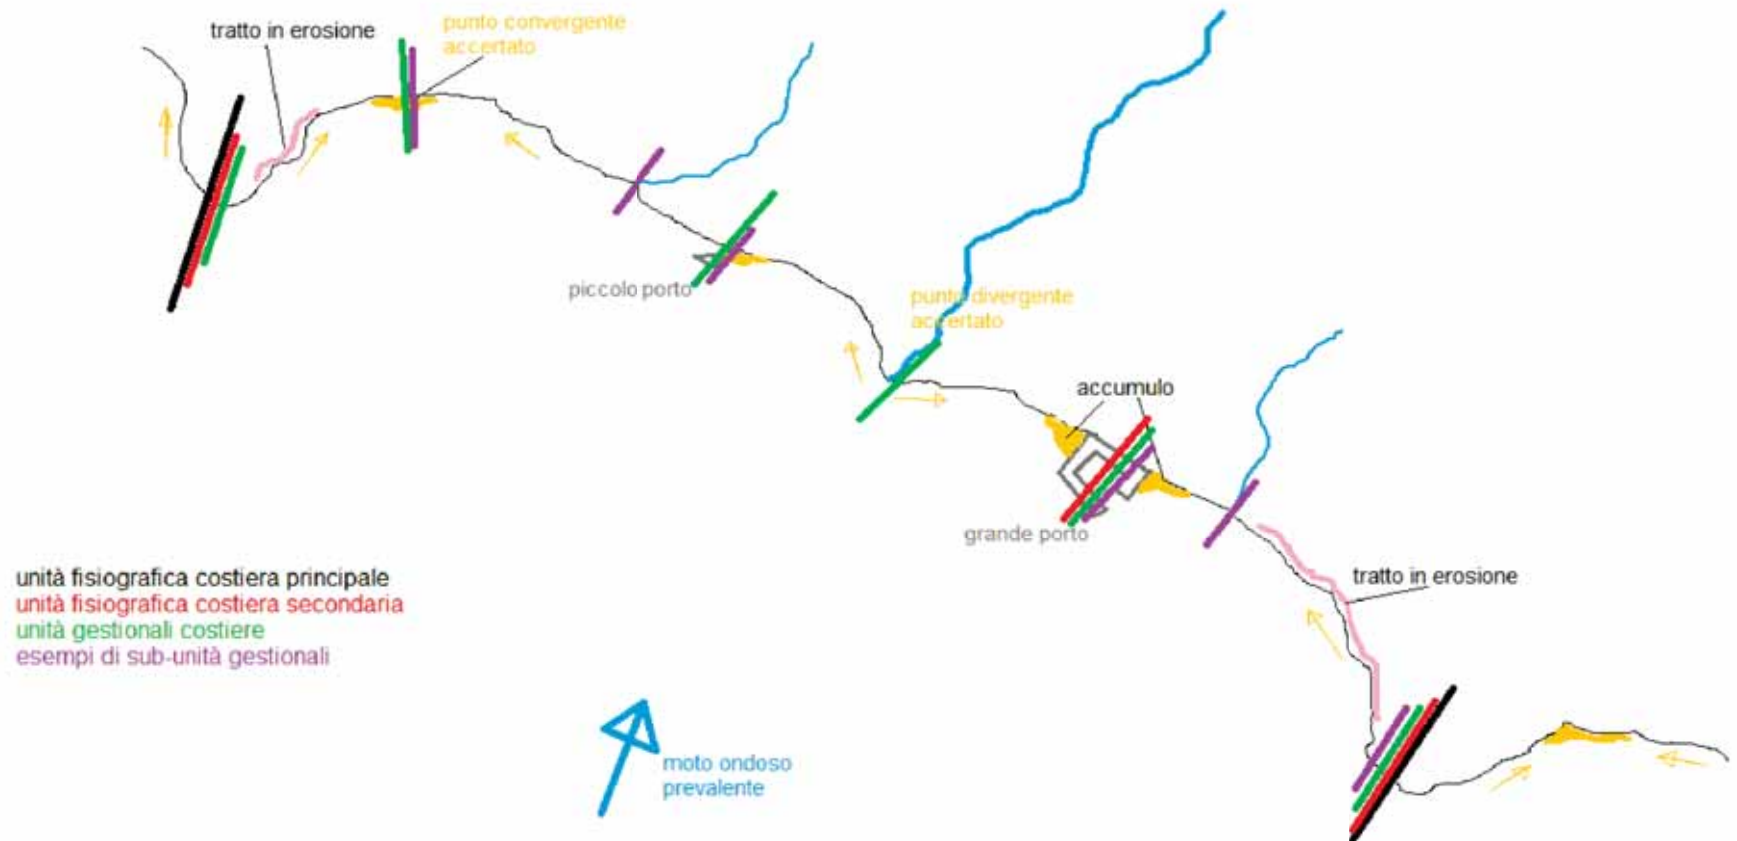 tratto in erosione
punto convergente
accertato
piccolo porto
punto divergente
accertato
accumulo
grande porto
tratto in erosione
unità fisiografica costiera principale
unità fisiografica costiera secondaria
unità gestionali costiere
esempi di sub-unità gestionali
moto ondoso
prevalente